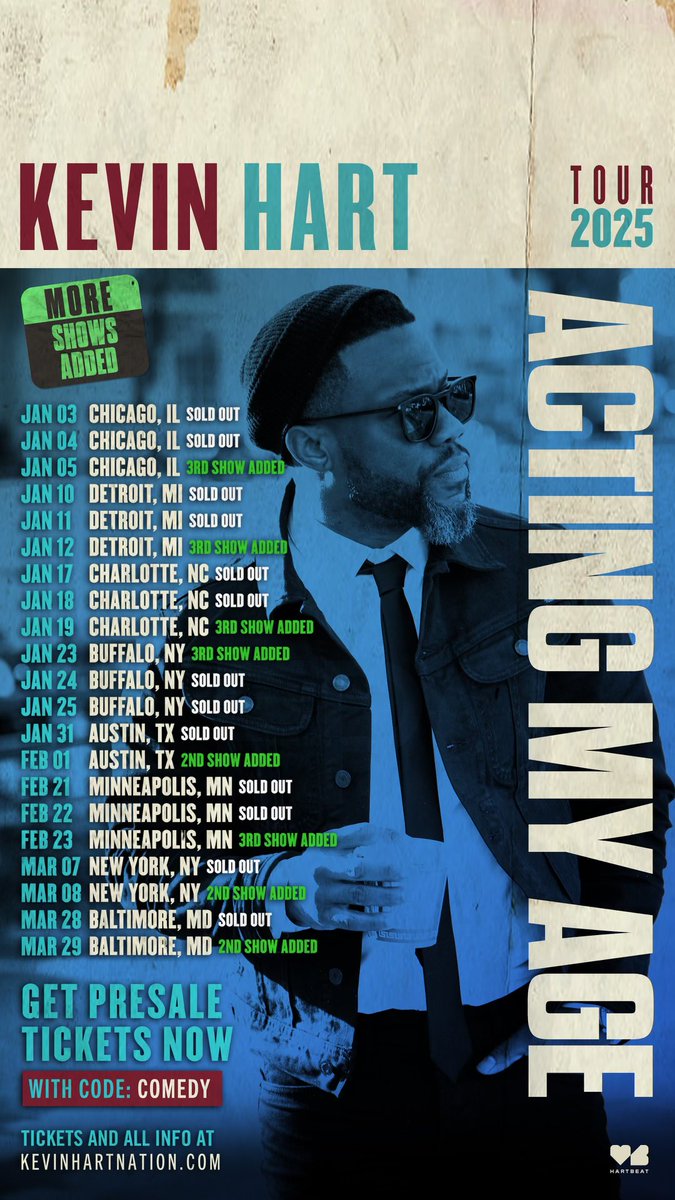 KEVIN HART
TOUR
2025
MORE
SHOWS
ADDED
ACTING MY AGE
JAN 03 CHICAGO, IL SOLD OUT
JAN 04 CHICAGO, IL SOLD OUT
JAN 05 CHICAGO, IL 3RD SHOW ADDED
JAN 10 DETROIT, MI SOLD OUT
JAN 11 DETROIT, MI SOLD OUT
JAN 12 DETROIT, MI 3RD SHOW ADDED
JAN 17 CHARLOTTE, NC SOLD OUT
JAN 18 CHARLOTTE, NC SOLD OUT
JAN 19 CHARLOTTE, NC 3RD SHOW ADDED
JAN 23 BUFFALO, NY 3RD SHOW ADDED
JAN 24 BUFFALO, NY SOLD OUT
JAN 25 BUFFALO, NY SOLD OUT
JAN 31 AUSTIN, TX SOLD OUT
FEB 01 AUSTIN, TX 2ND SHOW ADDED
FEB 21 MINNEAPOLIS, MN SOLD OUT
FEB 22 MINNEAPOLIS, MN SOLD OUT
FEB 23 MINNEAPOLIS, MN 3RD SHOW ADDED
MAR 07 NEW YORK, NY SOLD OUT
MAR 08 NEW YORK, NY 2ND SHOW ADDED
MAR 28 BALTIMORE, MD SOLD OUT
MAR 29 BALTIMORE, MD 2ND SHOW ADDED
GET PRESALE
TICKETS NOW
WITH CODE: COMEDY
TICKETS AND ALL INFO AT
KEVINHARTNATION.COM
HARTBEAT